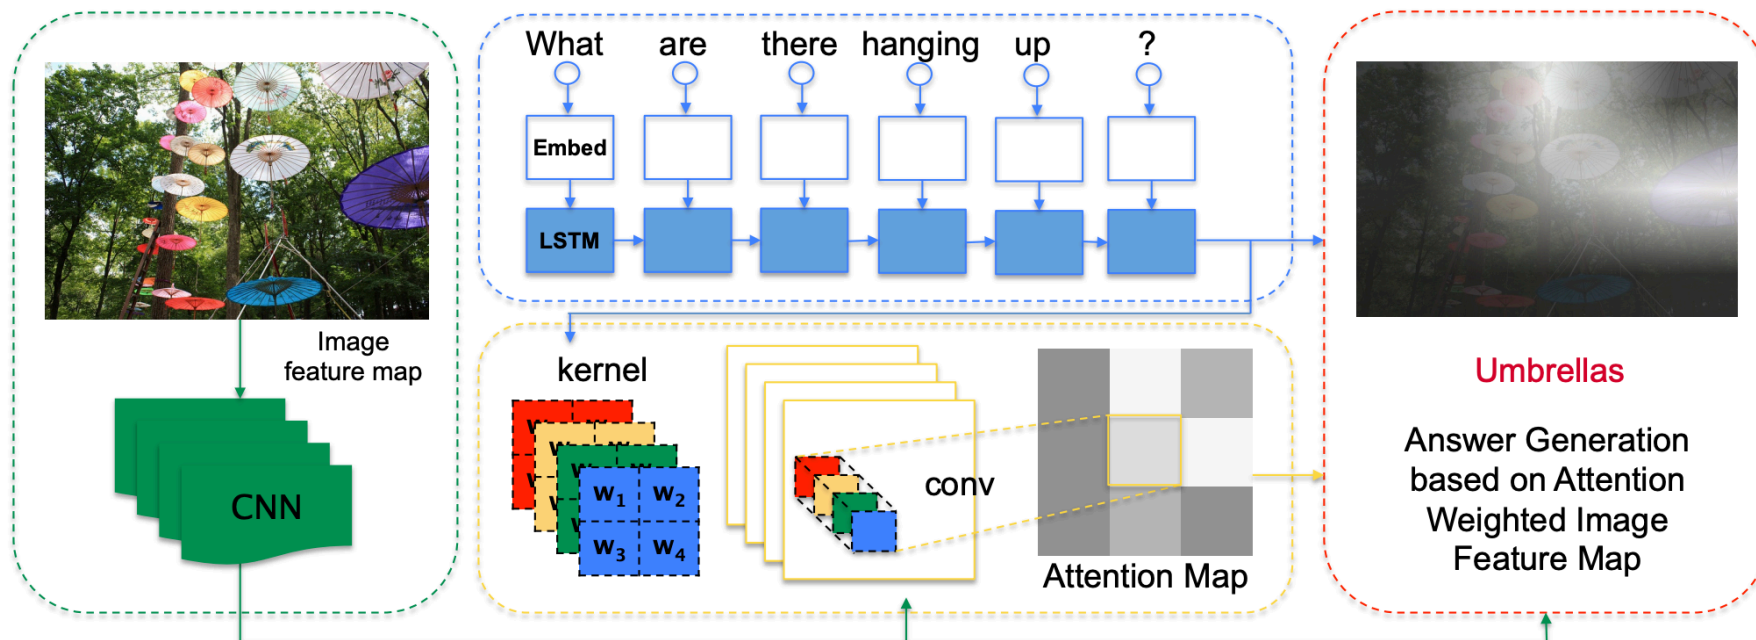 What are there hanging up ?
Embed
LSTM
Image
feature map
CNN
kernel
w
w
w
w1 w2
w3 w4
conv
Attention Map
Umbrellas
Answer Generation
based on Attention
Weighted Image
Feature Map